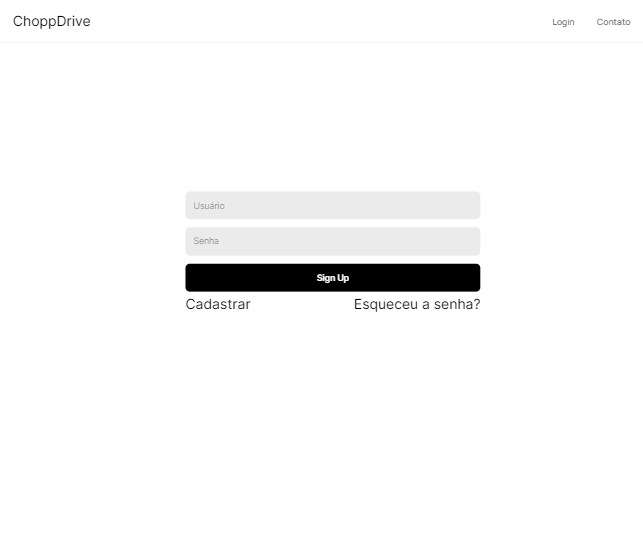 ChoppDrive
Login Contato
Usuário
Senha
Sign Up
Cadastrar Esqueceu a senha?